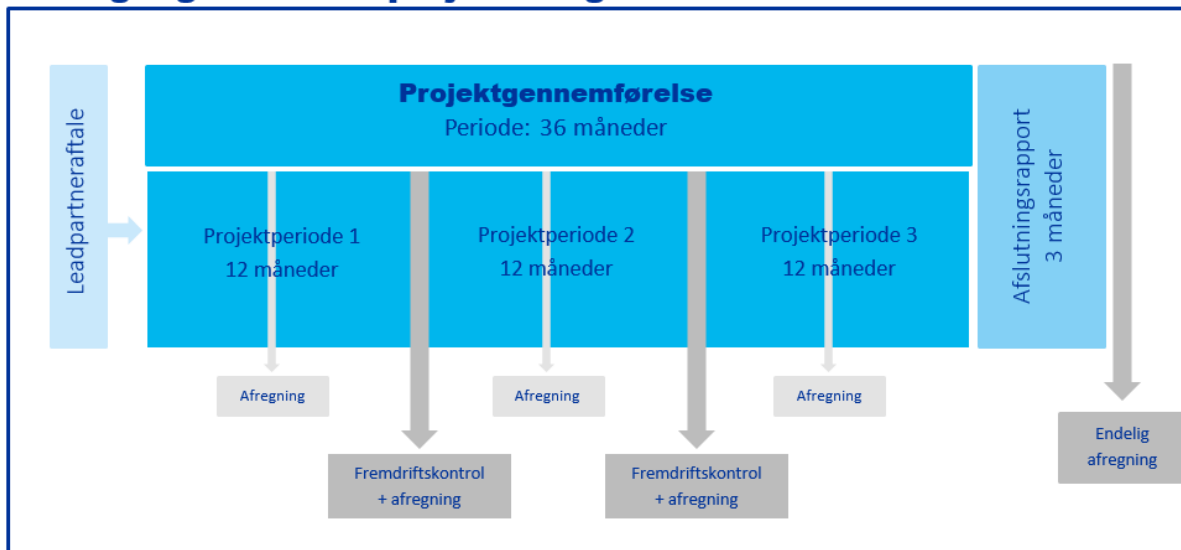 Leadpartneraftale
Projektgennemførelse
Periode: 36 måneder
Projektperiode 1
12 måneder
Projektperiode 2
12 måneder
Projektperiode 3
12 måneder
Afslutningsrapport
3 måneder
Afregning
Afregning
Afregning
Fremdriftskontrol
+ afregning
Fremdriftskontrol
+ afregning
Endelig
afregning